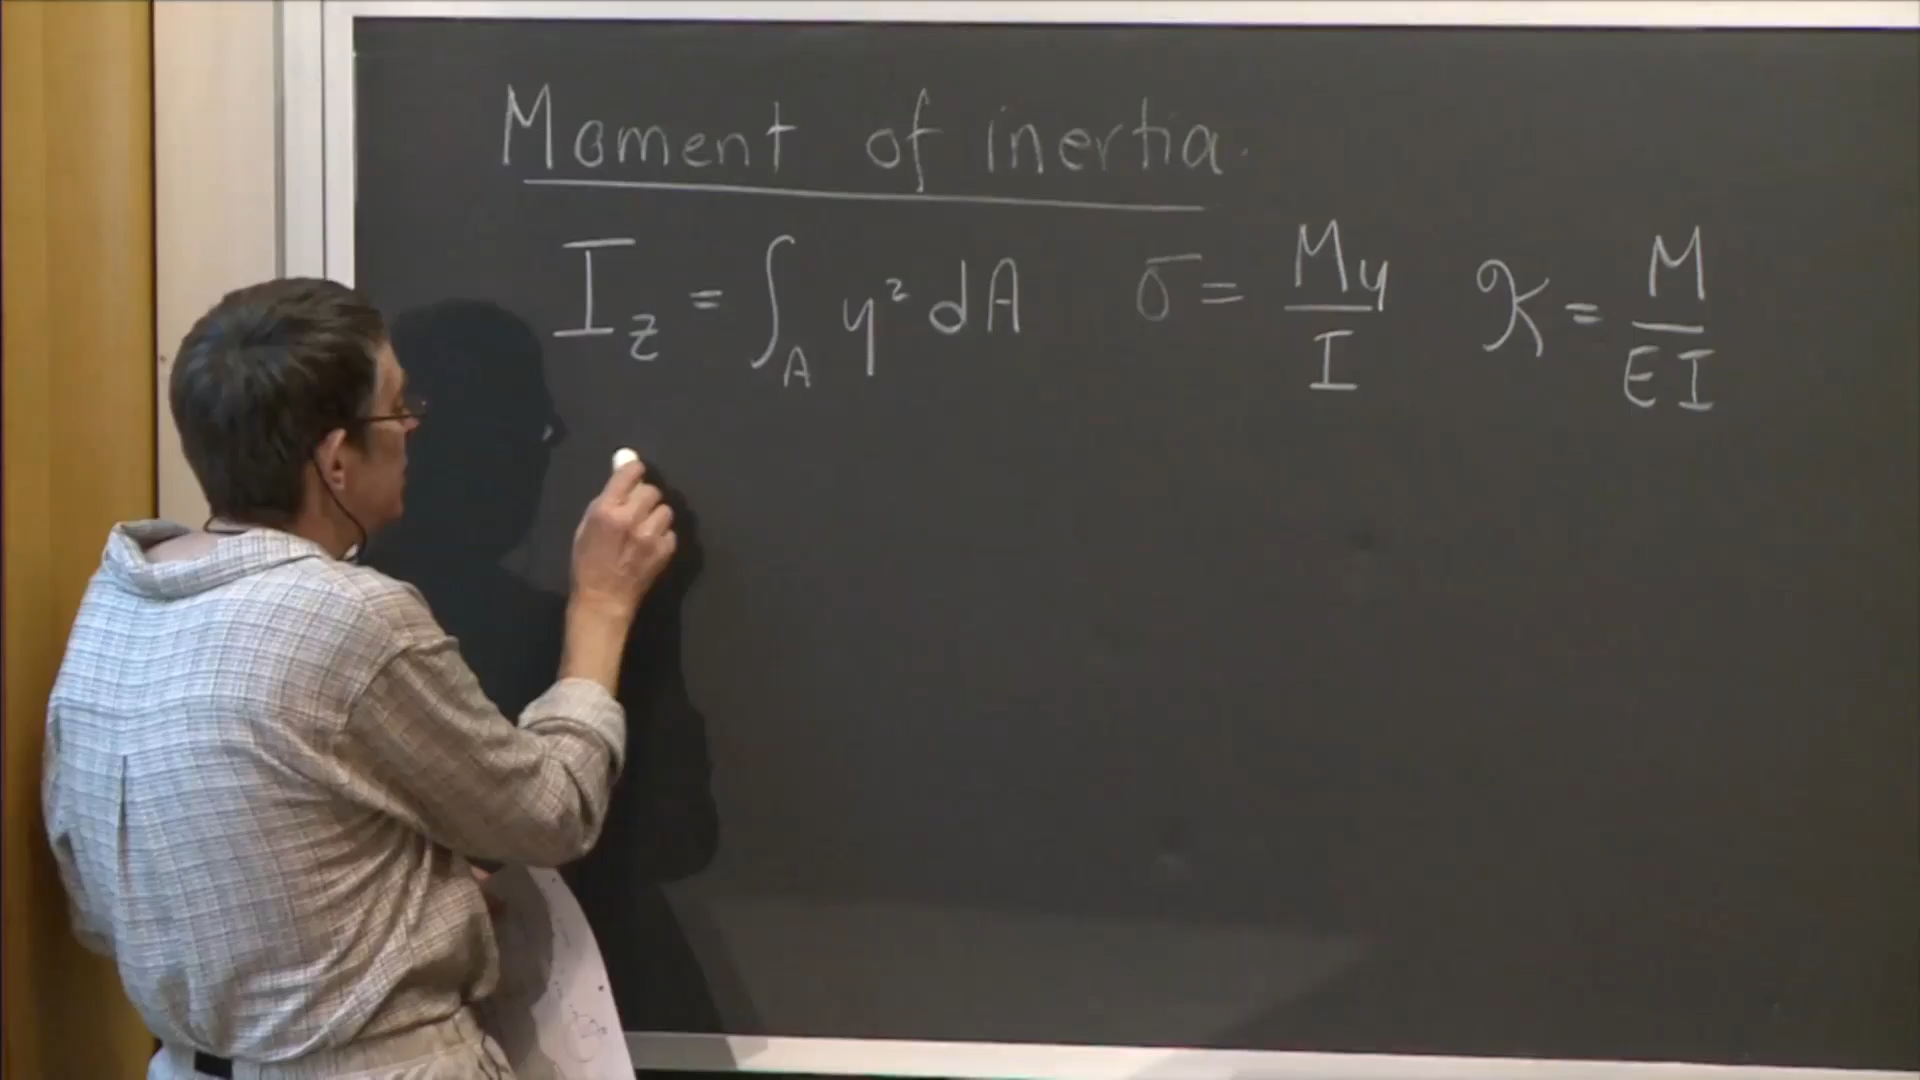 Moment of inertia.
I_z = ∫_A y² dA   σ = My/I   𝒦 = M/EI